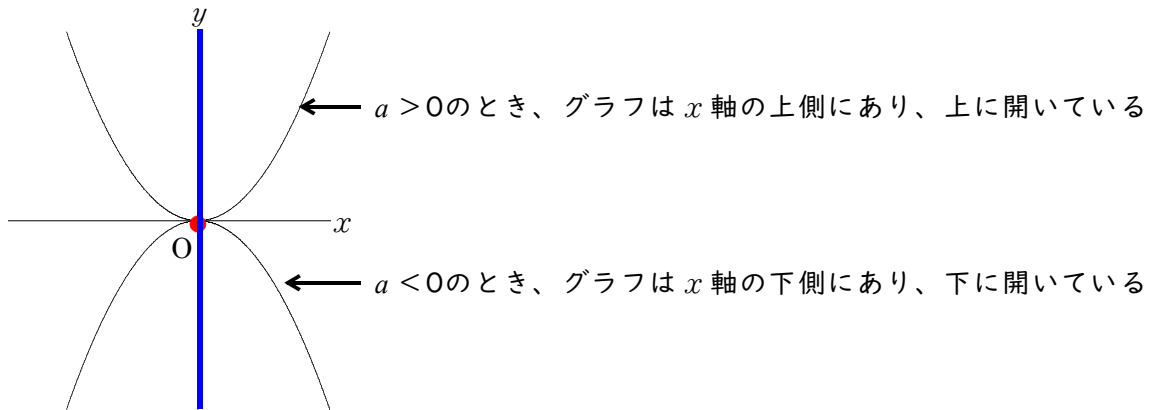 y
a >0のとき、グラフは x 軸の上側にあり、上に開いている
x
O
a <0のとき、グラフは x 軸の下側にあり、下に開いている